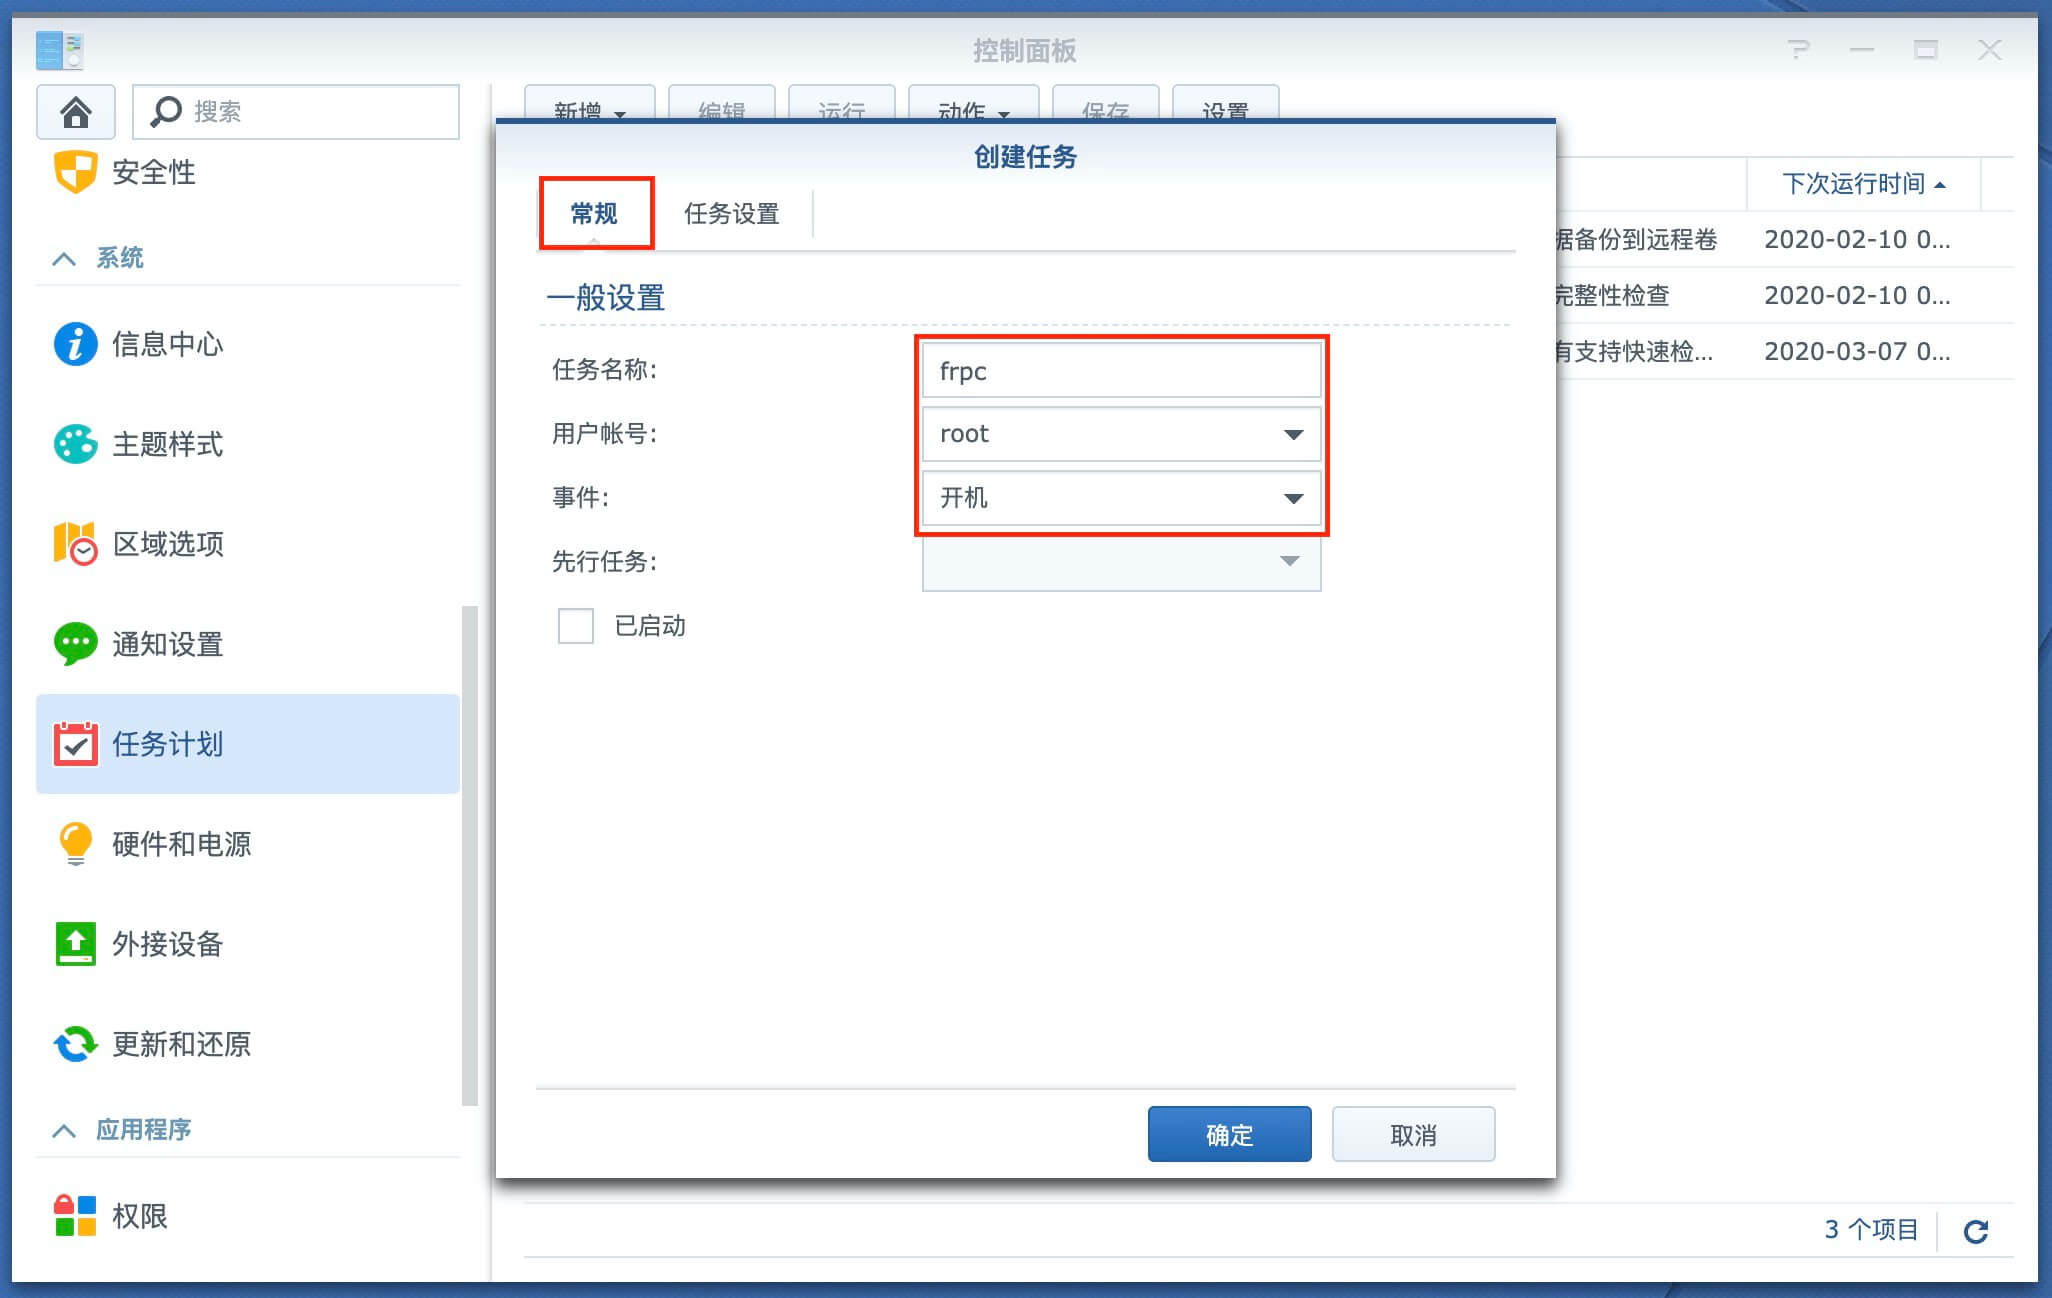 控制面板
搜索
新增 编辑 运行 动作 保存 设置
安全性
系统
信息中心
主题样式
区域选项
通知设置
任务计划
硬件和电源
外接设备
更新和还原
应用程序
权限
创建任务
常规 任务设置
一般设置
任务名称: frpc
用户帐号: root
事件: 开机
先行任务:
已启动
确定 取消
下次运行时间
据备份到远程卷 2020-02-10 0...
完整性检查 2020-02-10 0...
有支持快速检... 2020-03-07 0...
3 个项目